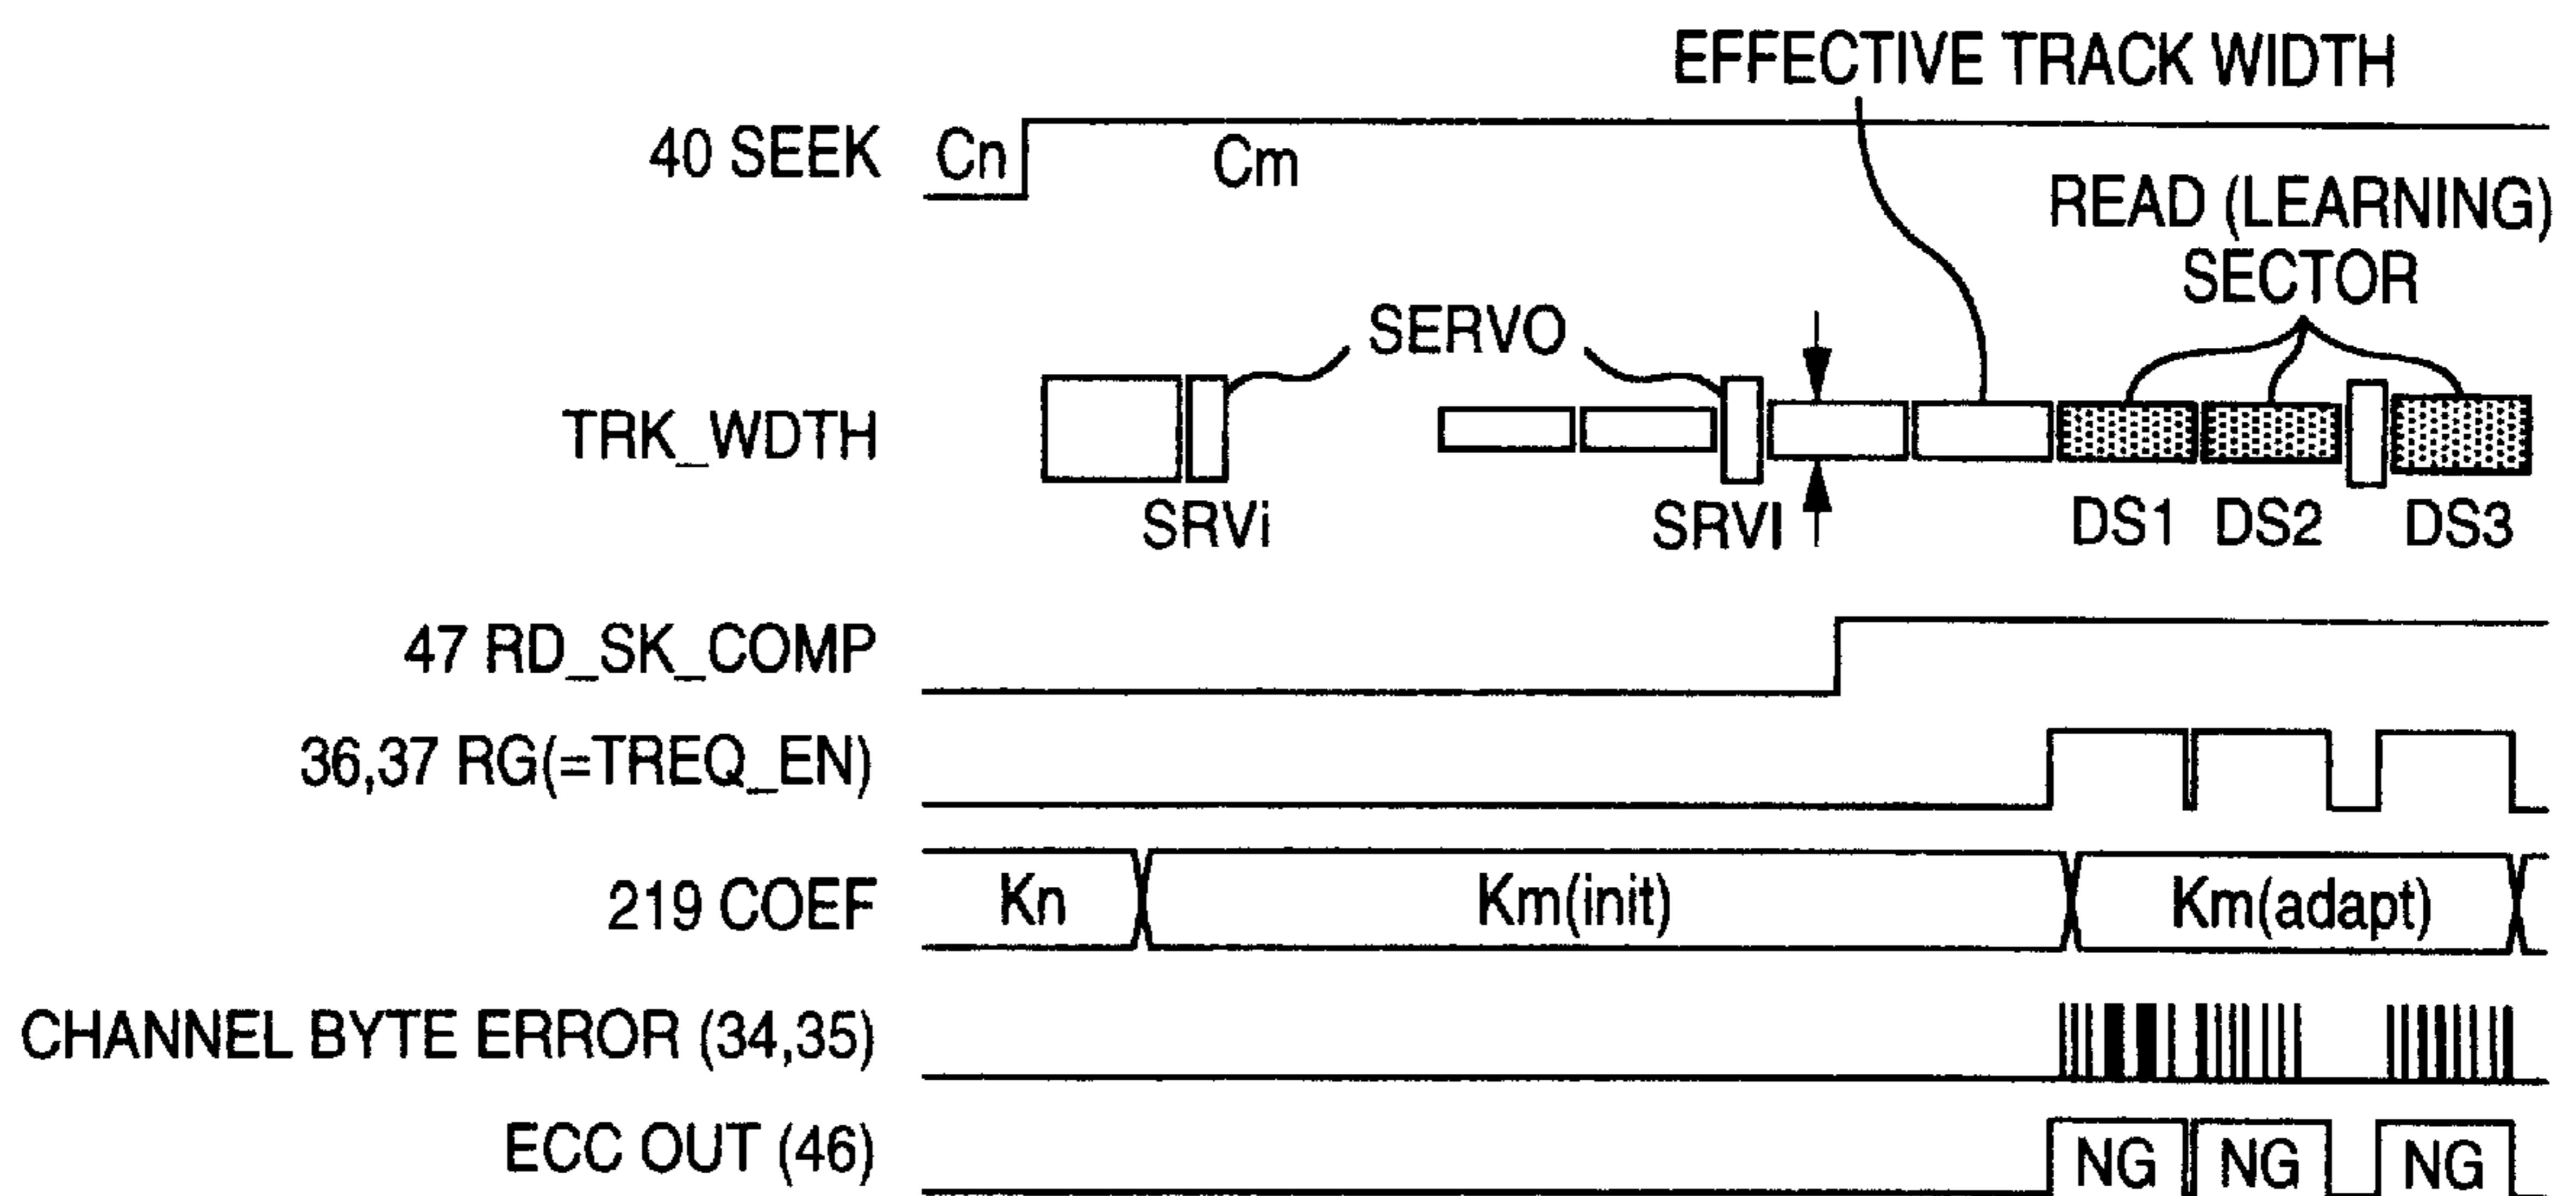 EFFECTIVE TRACK WIDTH
40 SEEK Cn Cm
READ (LEARNING)
SECTOR
SERVO
TRK_WDTH
SRVi SRVI DS1 DS2 DS3
47 RD_SK_COMP
36,37 RG(=TREQ_EN)
219 COEF Kn Km(init) Km(adapt)
CHANNEL BYTE ERROR (34,35)
ECC OUT (46) NG NG NG